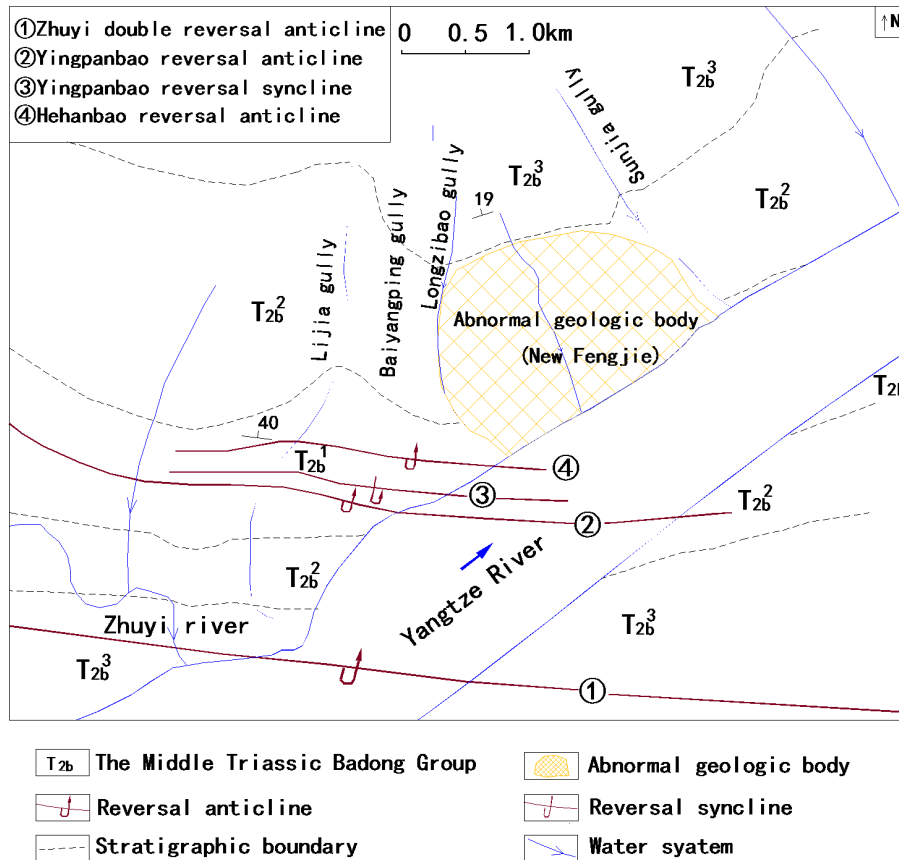 ①Zhuyi double reversal anticline
②Yingpanbao reversal anticline
③Yingpanbao reversal syncline
④Hehanbao reversal anticline
0 0.5 1.0km
↑N
Sunjia gully
T2b3
T2b3
T2b2
19
Longzibao gully
Baiyangping gully
Lijia gully
T2b2
Abnormal geologic body
(New Fengjie)
40
T2b1
④
③
②
T2b2
T2b2
Yangtze River
Zhuyi river
T2b3
T2b3
①
T2b The Middle Triassic Badong Group
Abnormal geologic body
Reversal anticline
Reversal syncline
Stratigraphic boundary
Water syatem